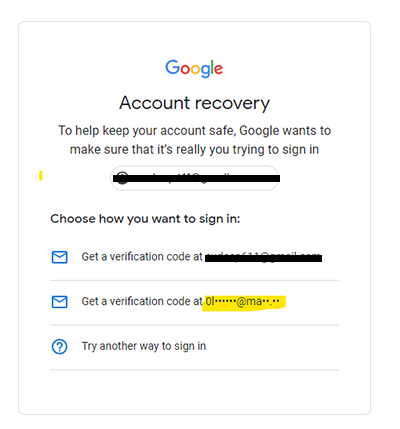 Google
Account recovery
To help keep your account safe, Google wants to
make sure that it's really you trying to sign in
Choose how you want to sign in:
Get a verification code at
Get a verification code at 0l••••••@ma••.••
Try another way to sign in